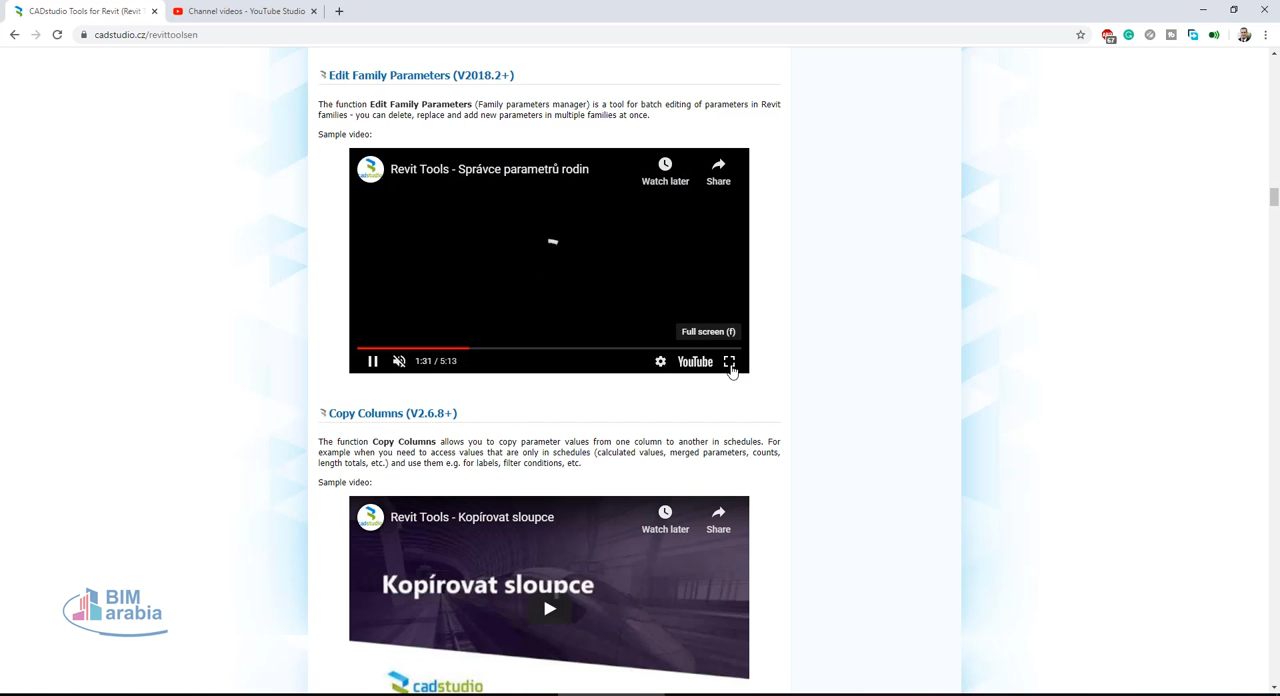 CADstudio Tools for Revit (Revit
Channel videos - YouTube Studio
cadstudio.cz/revittoolsen
67
Edit Family Parameters (V2018.2+)
The function Edit Family Parameters (Family parameters manager) is a tool for batch editing of parameters in Revit
families - you can delete, replace and add new parameters in multiple families at once.
Sample video:
cadstudio
Revit Tools - Správce parametrů rodin
Watch later
Share
Full screen (f)
1:31 / 5:13
YouTube
Copy Columns (V2.6.8+)
The function Copy Columns allows you to copy parameter values from one column to another in schedules. For
example when you need to access values that are only in schedules (calculated values, merged parameters, counts,
length totals, etc.) and use them e.g. for labels, filter conditions, etc.
Sample video:
cadstudio
Revit Tools - Kopírovat sloupce
Watch later
Share
Kopírovat sloupce
cadstudio
BIM
arabia